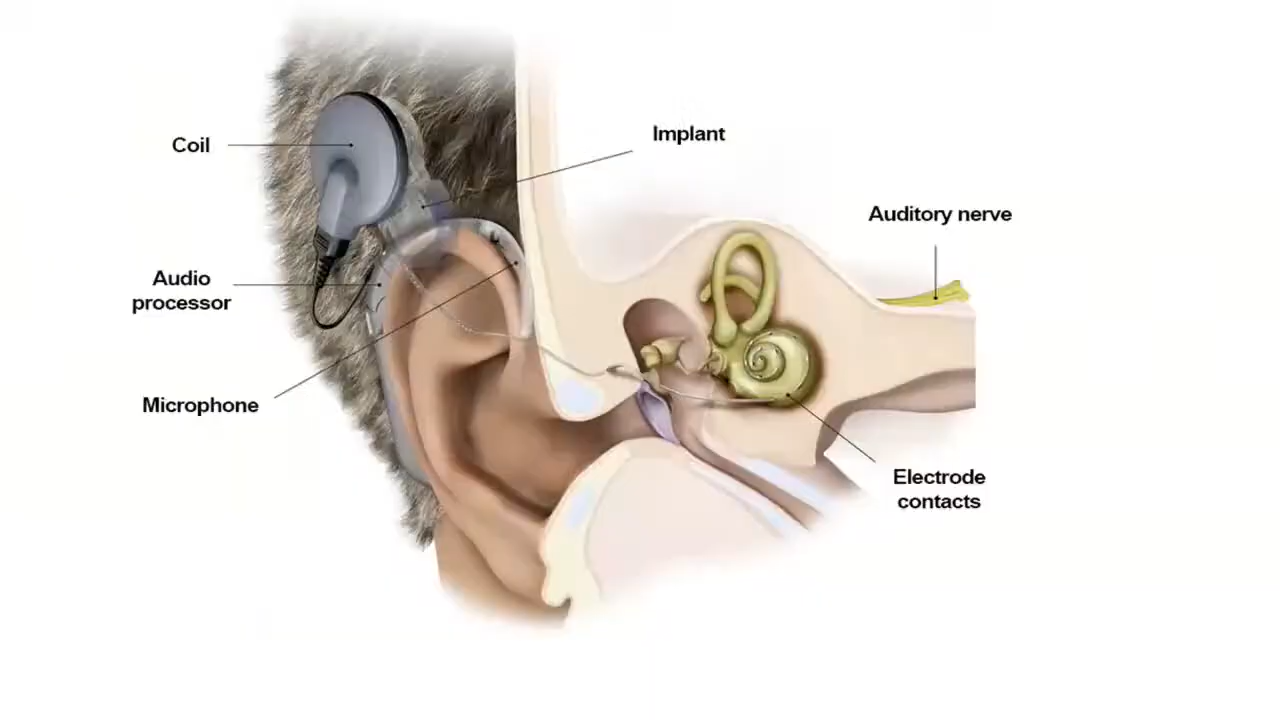 Coil
Implant
Auditory nerve
Audio
processor
Microphone
Electrode
contacts